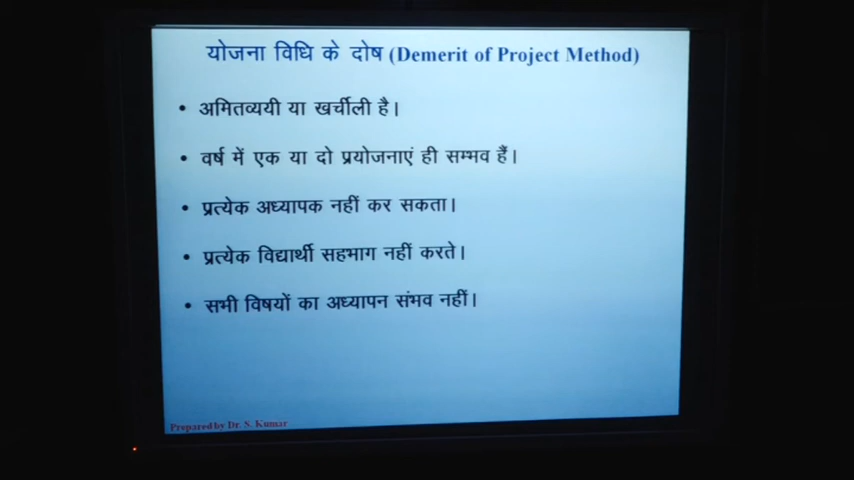 योजना विधि के दोष (Demerit of Project Method)
• अमितव्ययी या खर्चीली है।
• वर्ष में एक या दो प्रयोजनाएं ही सम्भव हैं।
• प्रत्येक अध्यापक नहीं कर सकता।
• प्रत्येक विद्यार्थी सहभाग नहीं करते।
• सभी विषयों का अध्यापन संभव नहीं।
Prepared by Dr. S. Kumar